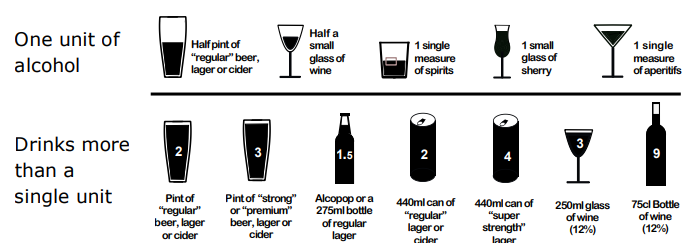 One unit of
alcohol
Half pint of
"regular" beer,
lager or cider
Half a
small
glass of
wine
1 single
measure
of spirits
1 small
glass of
sherry
1 single
measure
of aperitifs
Drinks more
than a
single unit
2
3
1.5
2
4
3
9
Pint of
"regular"
beer, lager
or cider
Pint of "strong"
or "premium"
beer, lager or
cider
Alcopop or a
275ml bottle
of regular
lager
440ml can of
"regular"
lager or
cider
440ml can of
"super
strength"
lager
250ml glass
of wine
(12%)
75cl Bottle
of wine
(12%)